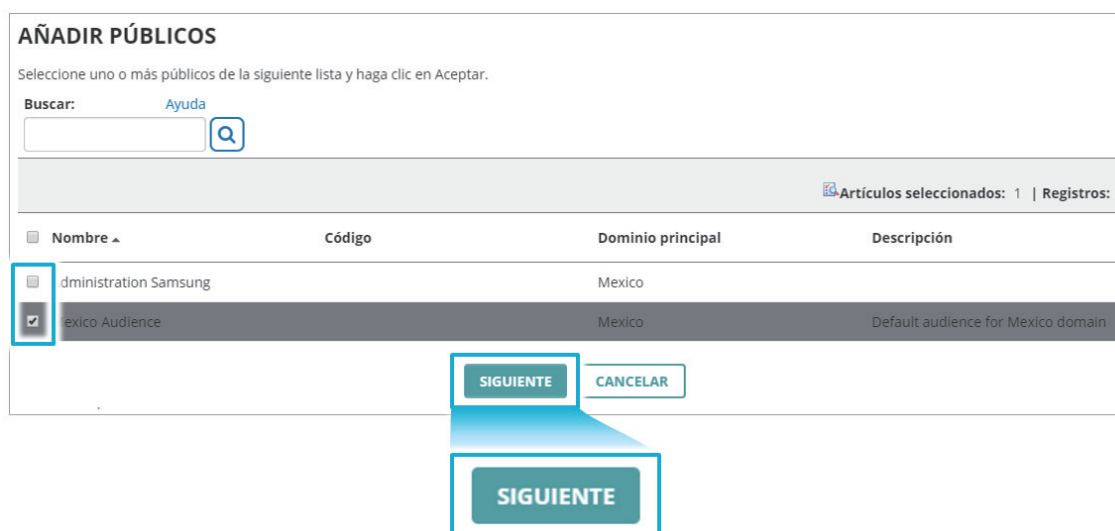 AÑADIR PÚBLICOS
Seleccione uno o más públicos de la siguiente lista y haga clic en Aceptar.
Buscar: Ayuda
Artículos seleccionados: 1 | Registros:
Nombre Código Dominio principal Descripción
dministration Samsung Mexico
exico Audience Mexico Default audience for Mexico domain
SIGUIENTE CANCELAR
SIGUIENTE